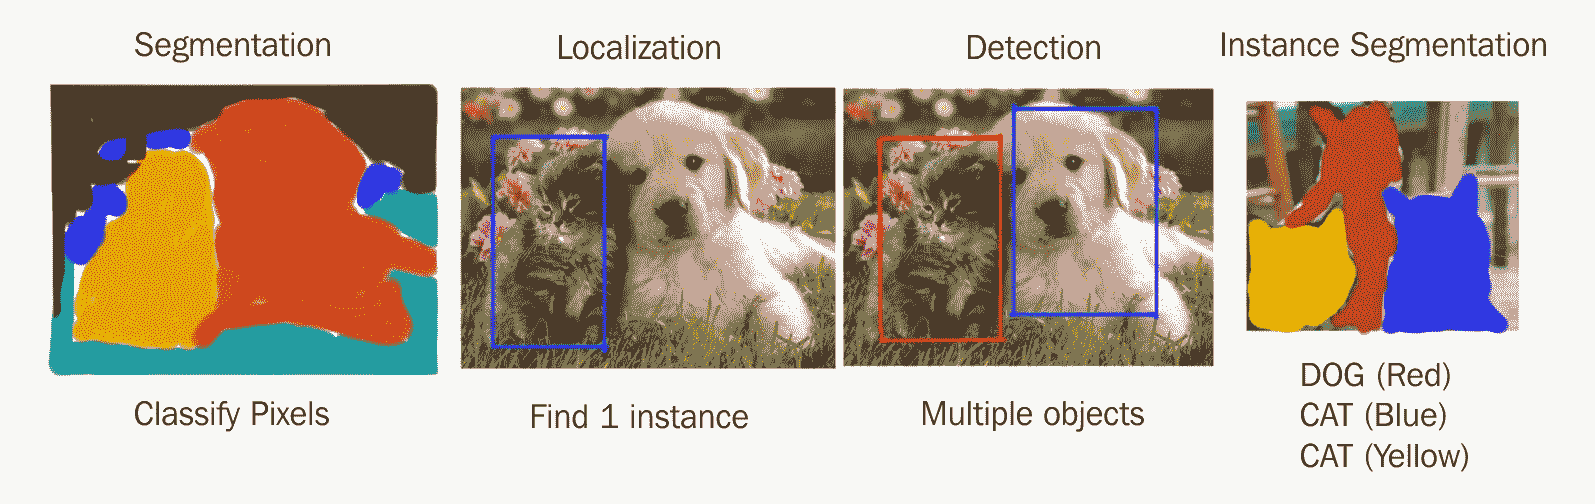 Segmentation
Localization
Detection
Instance Segmentation
Classify Pixels
Find 1 instance
Multiple objects
DOG (Red)
CAT (Blue)
CAT (Yellow)